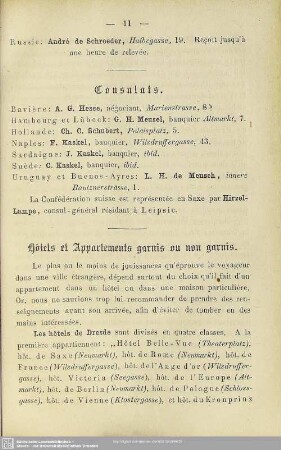 — 11 —
Russie: André de Schroeder, Halbegasse, 19. Reçoit jusqu'à
une heure de relevée.
Consulats.
Bavière: A. G. Hesse, négociant, Marienstrasse, 8
Hambourg et Lübeck: G. H. Mensel, banquier Altmarkt, 7.
Hollande: Ch. C. Schubert, Palaisplatz, 5.
Naples: F. Kaskel, banquier, Wilsdruffergasse, 43.
Sardaigne: J. Kaskel, banquier, ibid.
Suède: C. Kaskel, banquier, ibid.
Uruguay et Buenos-Ayres: L. H. de Meusch, innere
Rautznerstrasse, 1.
La Confédération suisse est représentée en Saxe par Hirzel-
Lampe, consul-général résidant à Leipsic.
Hôtels et Appartements garnis ou non garnis.
Le plus ou le moins de jouissances qu'éprouve le voyageur
dans une ville étrangère, dépend surtout du choix qu'il fait d'un
appartement dans un hôtel ou dans une maison particulière.
Or, nous ne saurions trop lui recommander de prendre des ren-
seignements avant son arrivée, afin d'éviter de tomber en des
mains intéressées.
Les hôtels de Dresde sont divisés en quatre classes. A la
première appartiennent: „Hôtel Belle-Vue (Theaterplatz),
hôt. de Saxe (Neumarkt), hôt. de Rome (Neumarkt), hôt. de
France (Wilsdruffergasse), hôt. de l'Ange d'or (Wilsdruffer-
gasse), hôt. Victoria (Seegasse), hôt. de l'Europe (Alt-
markt), hôt. de Berlin (Neumarkt), hôt. de Pologne (Schloss-
gasse), hôt. de Vienne (Klostergasse), et hôt. du Kronprinz